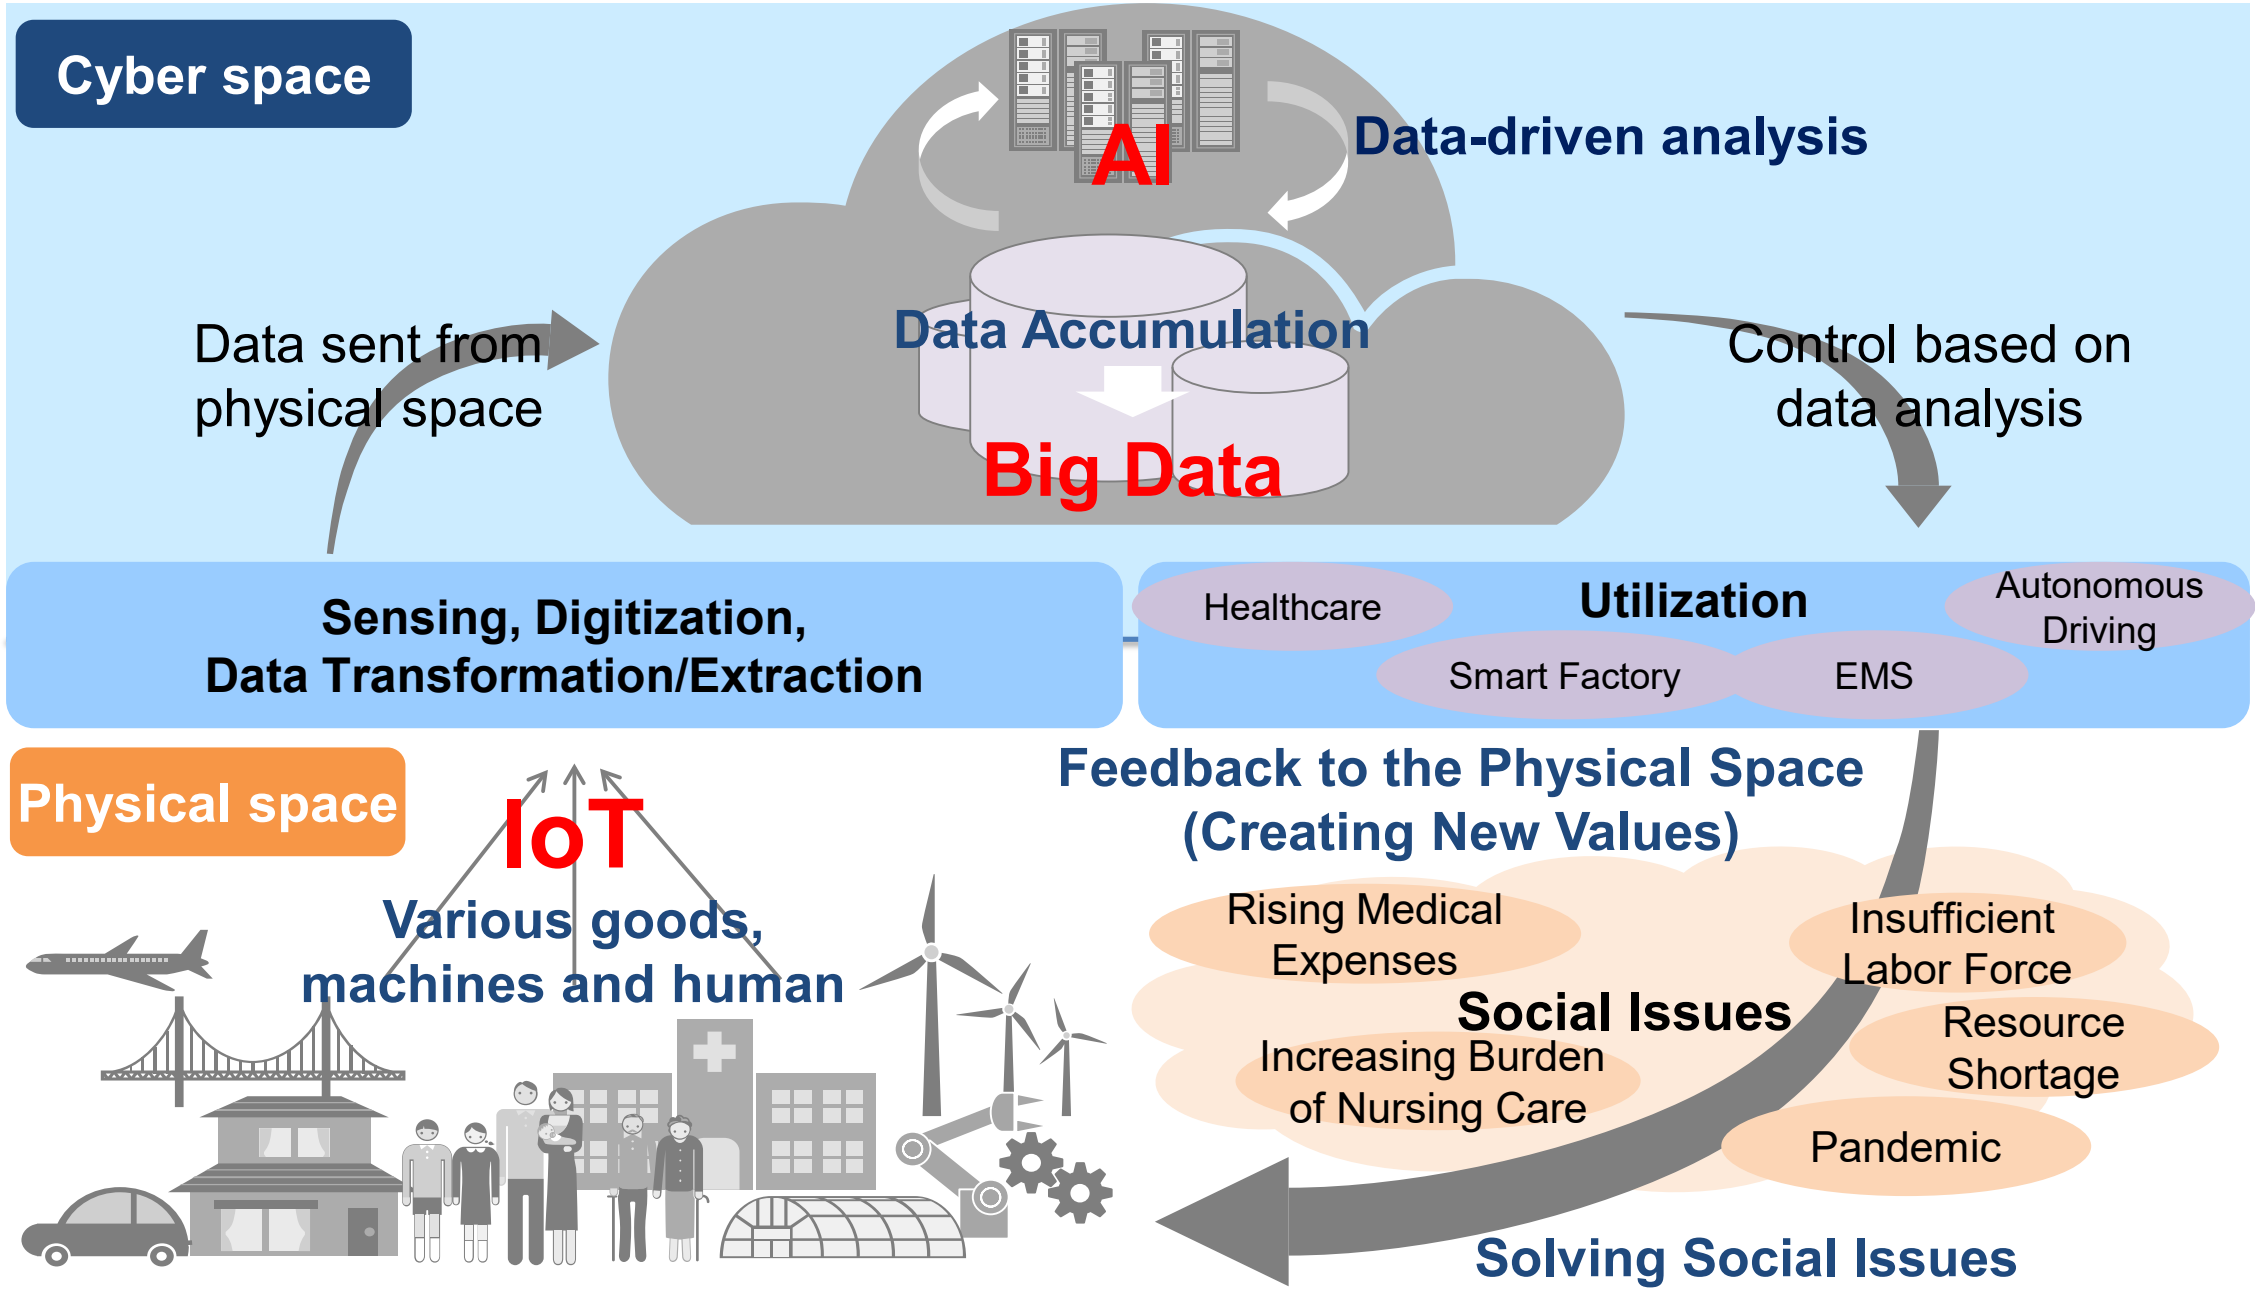 Cyber space
AI
Data-driven analysis
Data sent from
physical space
Data Accumulation
Big Data
Control based on
data analysis
Sensing, Digitization,
Data Transformation/Extraction
Utilization
Healthcare
Smart Factory
EMS
Autonomous
Driving
Physical space
IoT
Various goods,
machines and human
Feedback to the Physical Space
(Creating New Values)
Rising Medical
Expenses
Insufficient
Labor Force
Social Issues
Increasing Burden
of Nursing Care
Resource
Shortage
Pandemic
Solving Social Issues